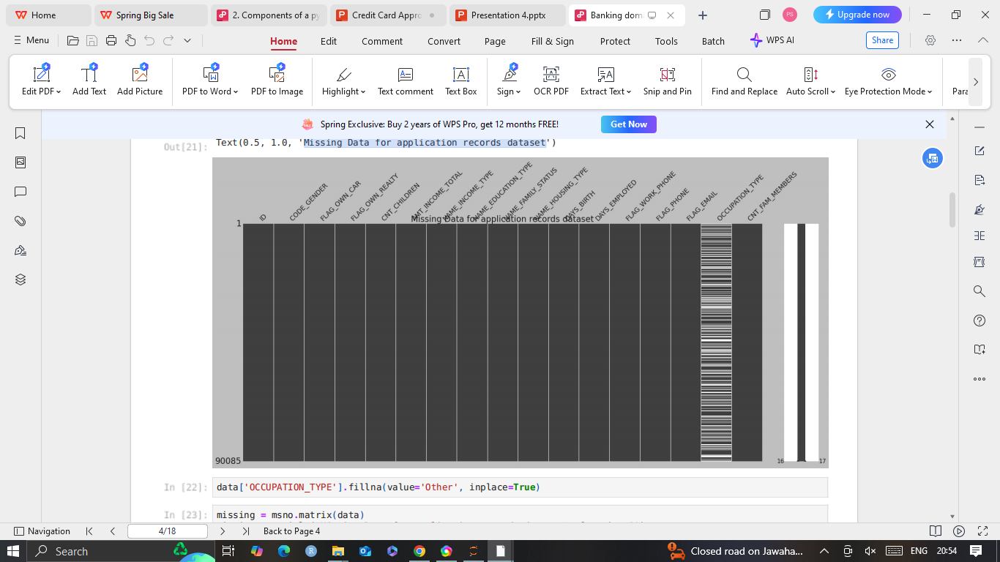 Home
Spring Big Sale
2. Components of a py
Credit Card Appro
Presentation 4.pptx
Banking doma
PS
Upgrade now
Menu
Home
Edit
Comment
Convert
Page
Fill & Sign
Protect
Tools
Batch
WPS AI
Share
Edit PDF
Add Text
Add Picture
PDF to Word
PDF to Image
Highlight
Text comment
Text Box
Sign
OCR PDF
Extract Text
Snip and Pin
Find and Replace
Auto Scroll
Eye Protection Mode
Para
Spring Exclusive: Buy 2 years of WPS Pro, get 12 months FREE!
Get Now
Out[21]: Text(0.5, 1.0, 'Missing Data for application records dataset')
ID
CODE_GENDER
FLAG_OWN_CAR
FLAG_OWN_REALTY
CNT_CHILDREN
AMT_INCOME_TOTAL
NAME_INCOME_TYPE
NAME_EDUCATION_TYPE
NAME_FAMILY_STATUS
NAME_HOUSING_TYPE
DAYS_BIRTH
DAYS_EMPLOYED
FLAG_WORK_PHONE
FLAG_PHONE
FLAG_EMAIL
OCCUPATION_TYPE
CNT_FAM_MEMBERS
Missing Data for application records dataset
1
90085
16
17
In [22]: data['OCCUPATION_TYPE'].fillna(value='Other', inplace=True)
In [23]: missing = msno.matrix(data)
Navigation
4/18
Back to Page 4
Search
Closed road on Jawaha...
ENG
20:54